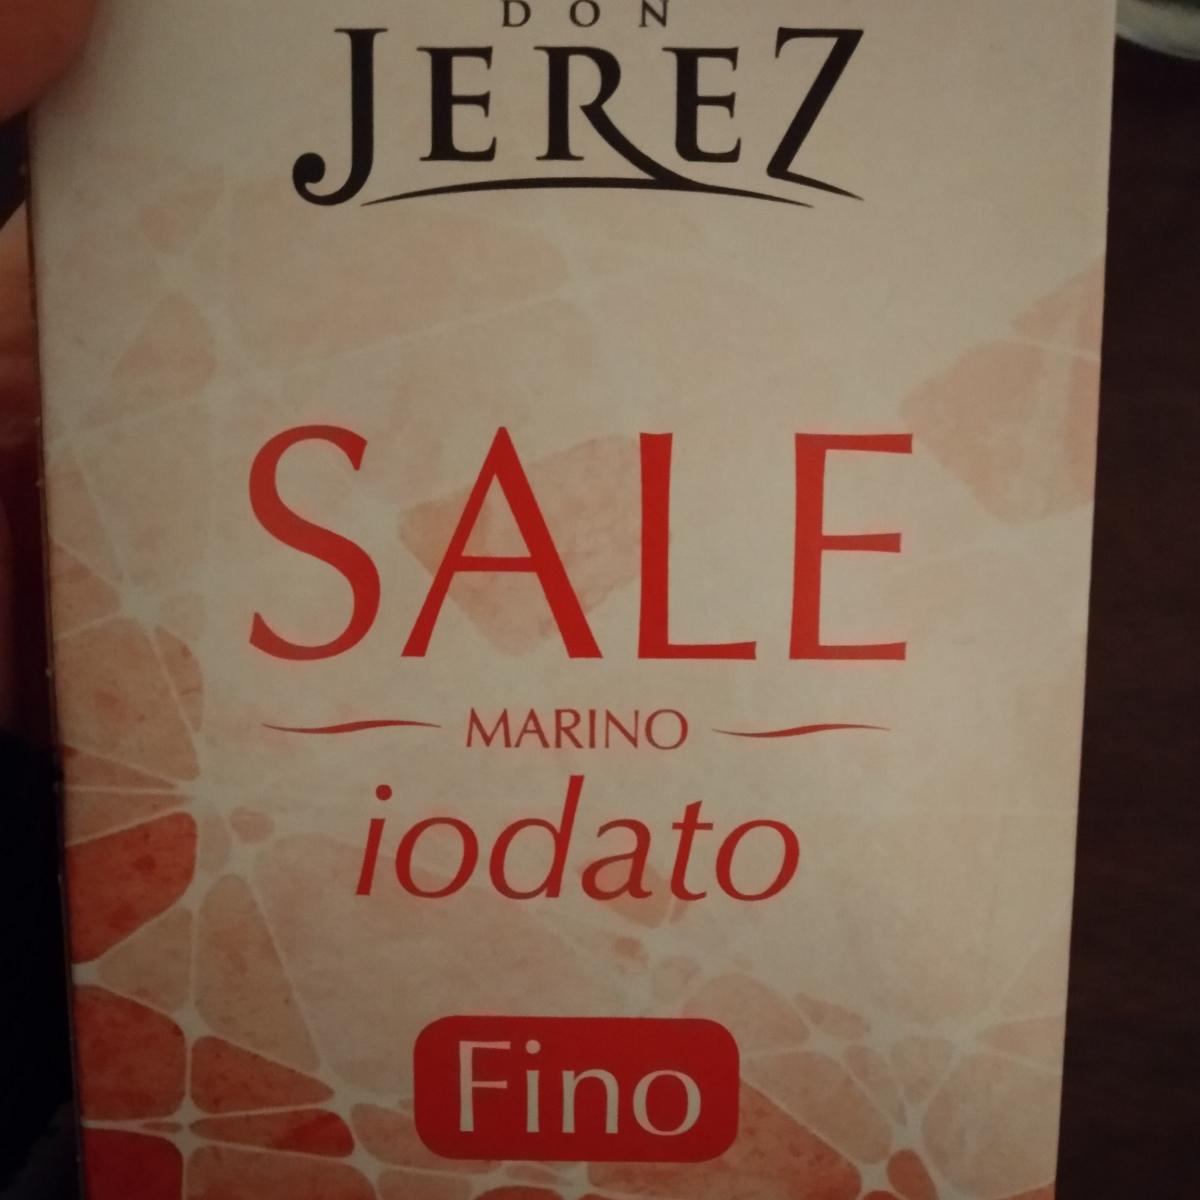 DON
JEREZ
SALE
MARINO
iodato
Fino